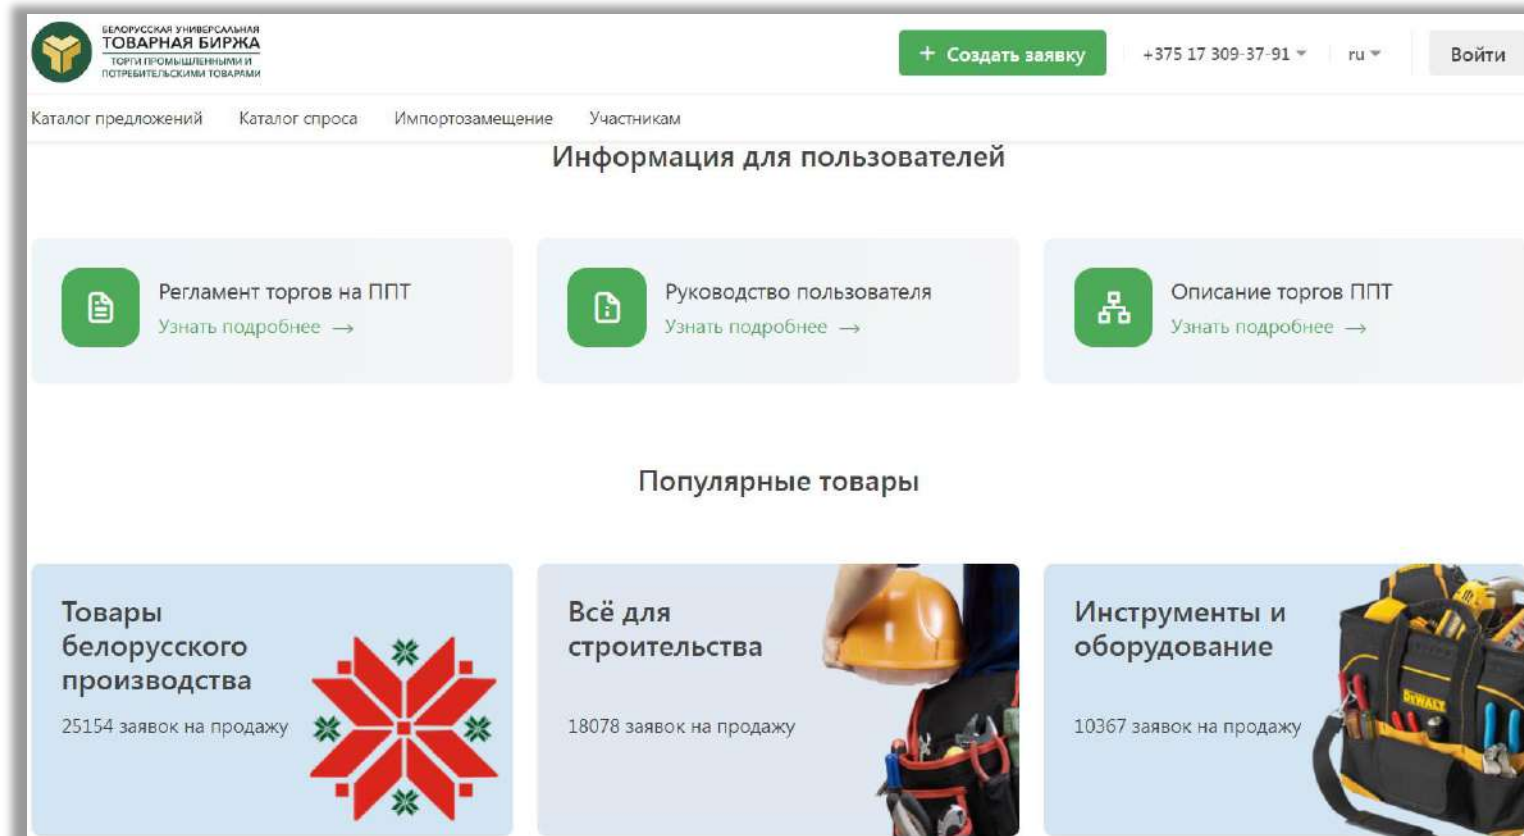 БЕЛОРУССКАЯ УНИВЕРСАЛЬНАЯ
ТОВАРНАЯ БИРЖА
ТОРГИ ПРОМЫШЛЕННЫМИ И
ПОТРЕБИТЕЛЬСКИМИ ТОВАРАМИ
+ Создать заявку
+375 17 309-37-91
ru
Войти
Каталог предложений Каталог спроса Импортозамещение Участникам
Информация для пользователей
Регламент торгов на ППТ
Узнать подробнее →
Руководство пользователя
Узнать подробнее →
Описание торгов ППТ
Узнать подробнее →
Популярные товары
Товары
белорусского
производства
25154 заявок на продажу
Всё для
строительства
18078 заявок на продажу
Инструменты и
оборудование
10367 заявок на продажу
DEWALT